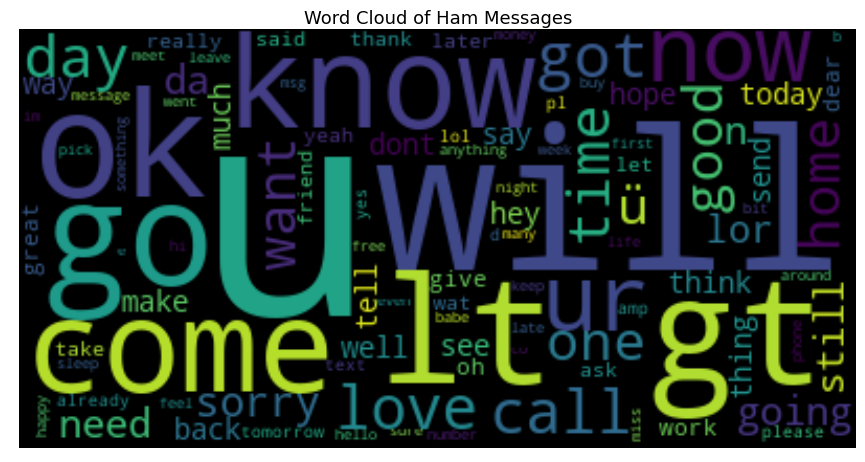 Word Cloud of Ham Messages
day
really
said
thank
later
money
got
now
b
way
meet
leave
da
know
msg
buy
hope
today
dear
message
went
much
pl
im
ok
something
yeah
dont
lol
say
week
time
first
good
n
pick
want
friend
anything
let
send
home
u
will
night
hey
ü
yes
great
go
hi
d
many
lor
bit
life
free
e
make
tell
even
give
wat
babe
keep
late
ur
amp
think
around
come
lt
gt
still
take
sleep
well
see
oh
cu
one
ask
thing
phone
text
happy
already
feel
sorry
love
call
miss
going
need
back
tomorrow
hello
sure
number
work
please